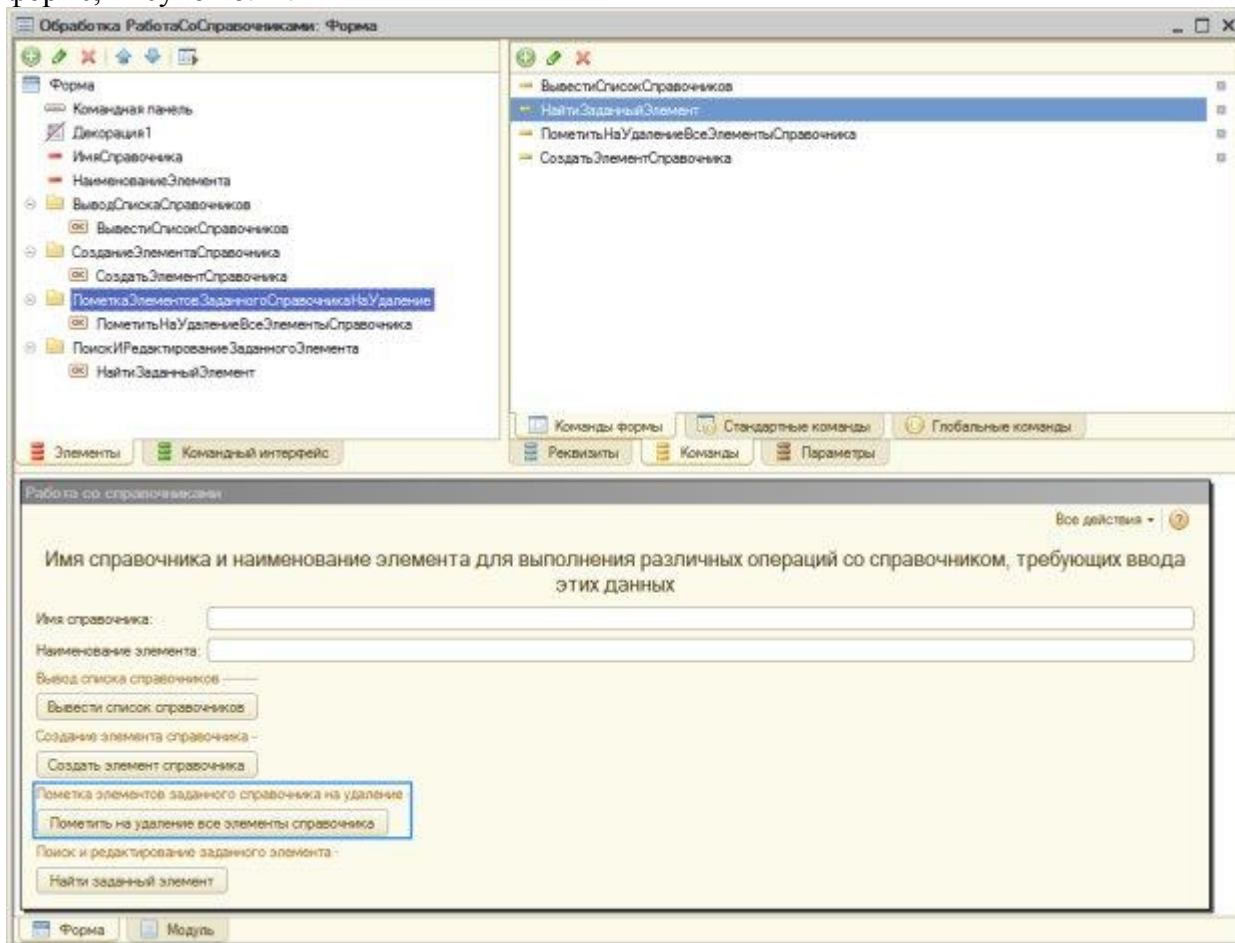 Обработка РаботаСоСправочниками: Форма
Форма
Командная панель
Декорация1
ИмяСправочника
НаименованиеЭлемента
ВыводСпискаСправочников
ВывестиСписокСправочников
СозданиеЭлементаСправочника
СоздатьЭлементСправочника
ПометкаЭлементовЗаданногоСправочникаНаУдаление
ПометитьНаУдалениеВсеЭлементыСправочника
ПоискИРедактированиеЗаданногоЭлемента
НайтиЗаданныйЭлемент
Элементы
Командный интерфейс
ВывестиСписокСправочников
НайтиЗаданныйЭлемент
ПометитьНаУдалениеВсеЭлементыСправочника
СоздатьЭлементСправочника
Команды формы
Стандартные команды
Глобальные команды
Реквизиты
Команды
Параметры
Работа со справочниками
Все действия
Имя справочника и наименование элемента для выполнения различных операций со справочником, требующих ввода
этих данных
Имя справочника:
Наименование элемента:
Вывод списка справочников
Вывести список справочников
Создание элемента справочника
Создать элемент справочника
Пометка элементов заданного справочника на удаление
Пометить на удаление все элементы справочника
Поиск и редактирование заданного элемента
Найти заданный элемент
Форма
Модуль